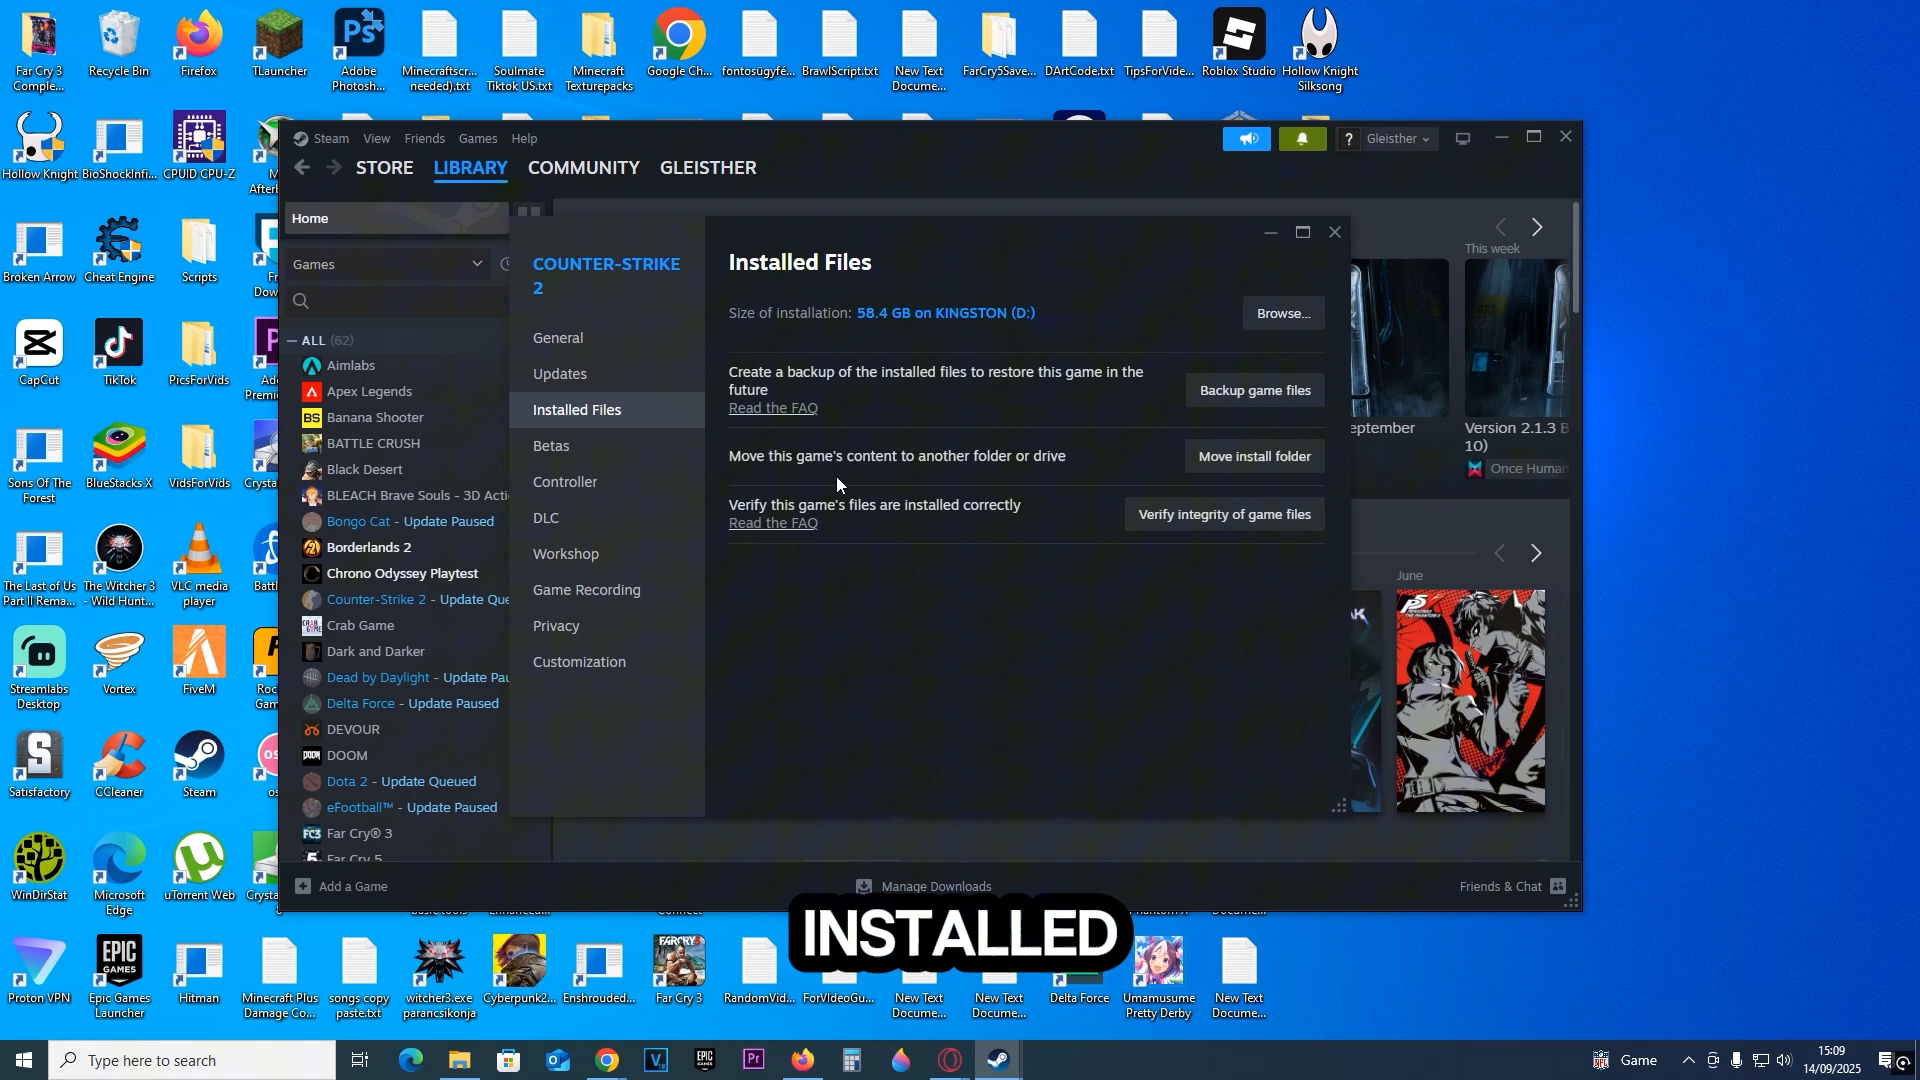 Far Cry 3
Comple...
Recycle Bin
Firefox
TLauncher
Adobe
Photosh...
Minecraftscr...
needed).txt
Soulmate
Tiktok US.txt
Minecraft
Texturepacks
Google Ch...
fontosügyfé...
BrawlScript.txt
New Text
Docume...
FarCry5Save...
DArtCode.txt
TipsForVide...
Roblox Studio
Hollow Knight
Silksong
Hollow Knight
BioShockInfi...
CPUID CPU-Z
Broken Arrow
Cheat Engine
Scripts
CapCut
TikTok
PicsForVids
Sons Of The
Forest
BlueStacks X
VidsForVids
The Last of Us
Part II Rema...
The Witcher 3
- Wild Hunt...
VLC media
player
Streamlabs
Desktop
Vortex
FiveM
Satisfactory
CCleaner
Steam
WinDirStat
Microsoft
Edge
uTorrent Web
Steam View Friends Games Help
? Gleisther
STORE LIBRARY COMMUNITY GLEISTHER
Home
Games
ALL (62)
Aimlabs
Apex Legends
BS Banana Shooter
BATTLE CRUSH
Black Desert
BLEACH Brave Souls - 3D Acti
Bongo Cat - Update Paused
Borderlands 2
Chrono Odyssey Playtest
Counter-Strike 2 - Update Que
Crab Game
Dark and Darker
Dead by Daylight - Update Pau
Delta Force - Update Paused
DEVOUR
DOOM
Dota 2 - Update Queued
eFootball™ - Update Paused
FC3 Far Cry® 3
Far Cry 5
COUNTER-STRIKE
2
General
Updates
Installed Files
Betas
Controller
DLC
Workshop
Game Recording
Privacy
Customization
Installed Files
Size of installation: 58.4 GB on KINGSTON (D:)
Browse...
Create a backup of the installed files to restore this game in the
future
Read the FAQ
Backup game files
Move this game's content to another folder or drive
Move install folder
Verify this game's files are installed correctly
Read the FAQ
Verify integrity of game files
This week
eptember
Version 2.1.3 B
10)
Once Human
June
Add a Game
Manage Downloads
Friends & Chat
INSTALLED
Proton VPN
Epic Games
Launcher
Hitman
Minecraft Plus
Damage Co...
songs copy
paste.txt
witcher3.exe
parancsikonja
Cyberpunk2...
Enshrouded...
Far Cry 3
RandomVid...
ForVIdeoGu...
New Text
Docume...
New Text
Docume...
Delta Force
Umamusume
Pretty Derby
New Text
Docume...
Type here to search
Game
15:09
14/09/2025